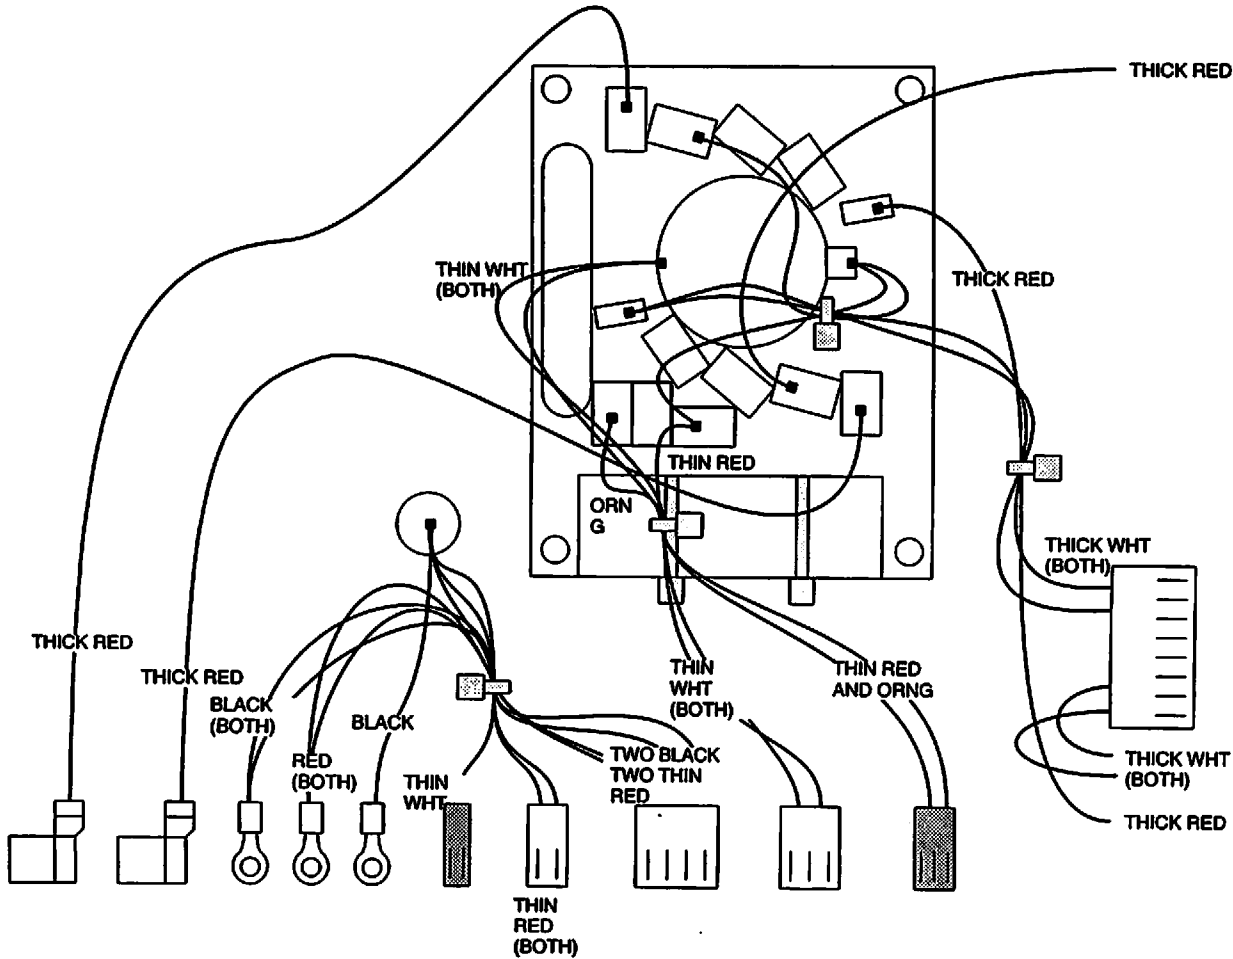 THICK RED
THIN WHT
(BOTH)
THICK RED
THIN RED
ORN
G
THICK WHT
(BOTH)
THICK RED
THICK RED
BLACK
(BOTH)
BLACK
THIN
WHT
(BOTH)
THIN RED
AND ORNG
RED
(BOTH)
THIN
WHT
TWO BLACK
TWO THIN
RED
THICK WHT
(BOTH)
THICK RED
THIN
RED
(BOTH)